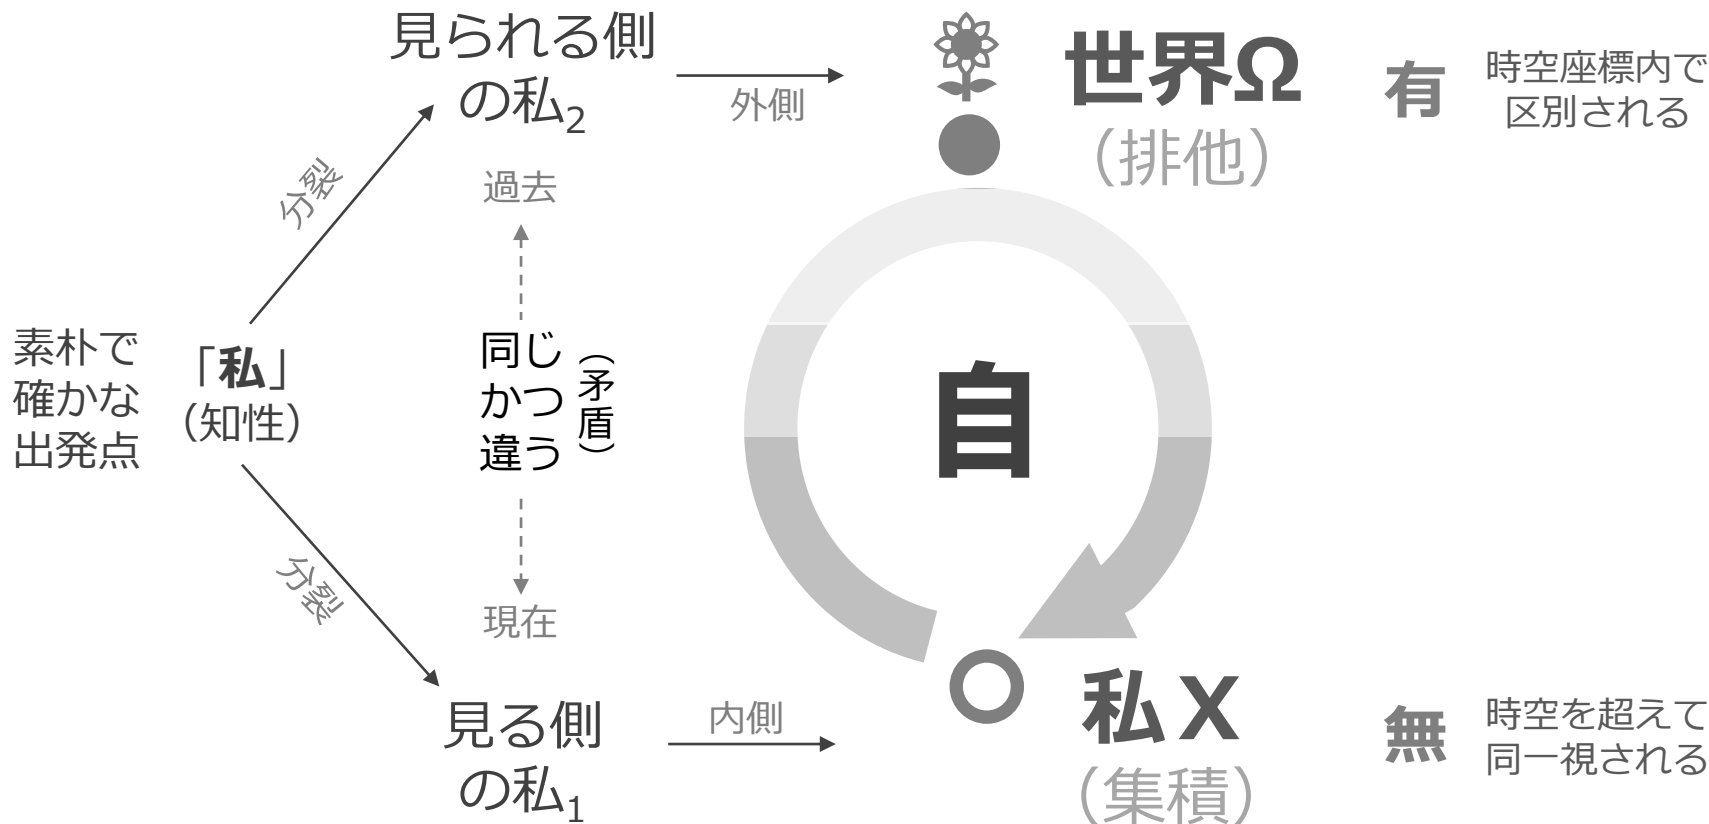 見られる側
の私₂
外側
世界Ω
（排他）
有
時空座標内で
区別される
分裂
過去
素朴で
確かな
出発点
「私」
（知性）
同じ
かつ
違う
（矛盾）
自
分裂
現在
見る側
の私₁
内側
私X
（集積）
無
時空を超えて
同一視される